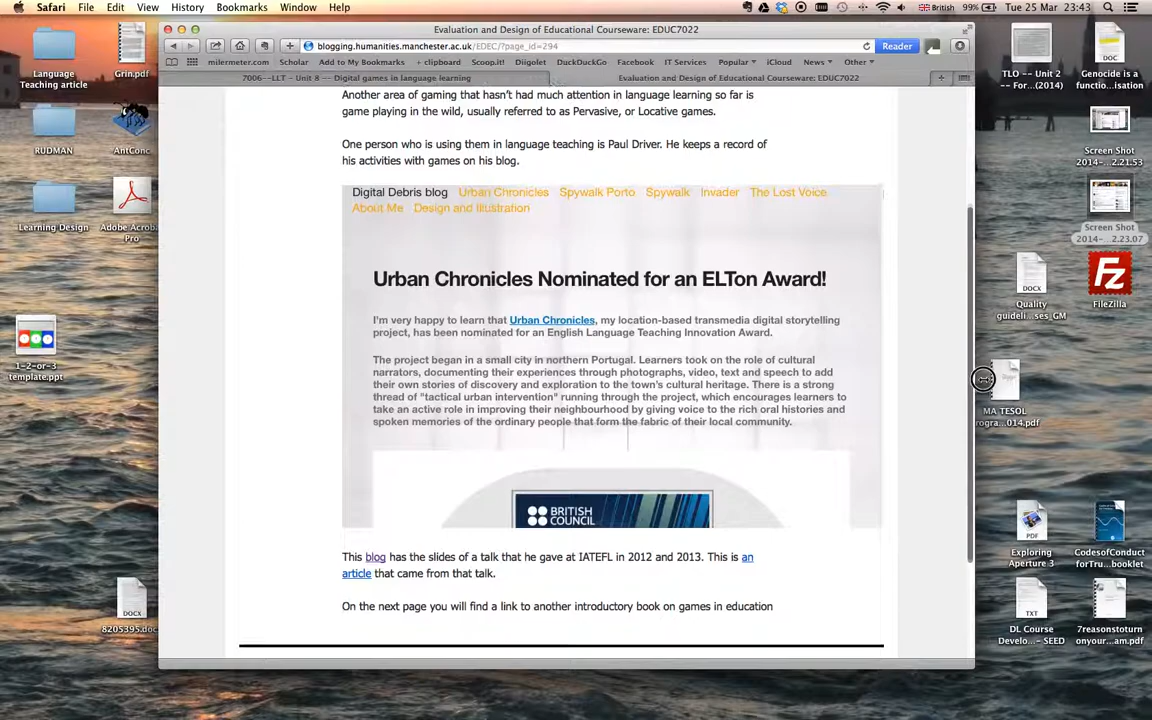 Safari File Edit View History Bookmarks Window Help
British 99% Tue 25 Mar 23:43
Evaluation and Design of Educational Courseware: EDUC7022
blogging.humanities.manchester.ac.uk/EDEC/?page_id=294
Reader
milermeter.com Scholar Add to My Bookmarks + clipboard Scoop.it! Diigolet DuckDuckGo Facebook IT Services Popular iCloud News Other
7006--LLT - Unit 8 -- Digital games in language learning
Evaluation and Design of Educational Courseware: EDUC7022
Another area of gaming that hasn't had much attention in language learning so far is
game playing in the wild, usually referred to as Pervasive, or Locative games.
One person who is using them in language teaching is Paul Driver. He keeps a record of
his activities with games on his blog.
Digital Debris blog Urban Chronicles Spywalk Porto Spywalk Invader The Lost Voice
About Me Design and Illustration
Urban Chronicles Nominated for an ELTon Award!
I'm very happy to learn that Urban Chronicles, my location-based transmedia digital storytelling
project, has been nominated for an English Language Teaching Innovation Award.
The project began in a small city in northern Portugal. Learners took on the role of cultural
narrators, documenting their experiences through photographs, video, text and speech to add
their own stories of discovery and exploration to the town's cultural heritage. There is a strong
thread of "tactical urban intervention" running through the project, which encourages learners to
take an active role in improving their neighbourhood by giving voice to the rich oral histories and
spoken memories of the ordinary people that form the fabric of their local community.
BRITISH
COUNCIL
This blog has the slides of a talk that he gave at IATEFL in 2012 and 2013. This is an
article that came from that talk.
On the next page you will find a link to another introductory book on games in education
Language
Teaching article
Grin.pdf
RUDMAN
AntConc
Learning Design
Adobe Acrob
Pro
1-2-or-3
template.ppt
DOCX
8205395.doc
TLO -- Unit 2
-- For...(2014)
DOC
Genocide is a
functio...isation
Screen Shot
2014-...2.21.53
Screen Shot
2014-...2.23.07
DOCX
Quality
guideli...ses_GM
FileZilla
MA TESOL
rogra...014.pdf
PDF
Exploring
Aperture 3
CodesofConduct
forTru...booklet
TXT
DL Course
Develo...- SEED
7reasonstoturn
onyour...am.pdf